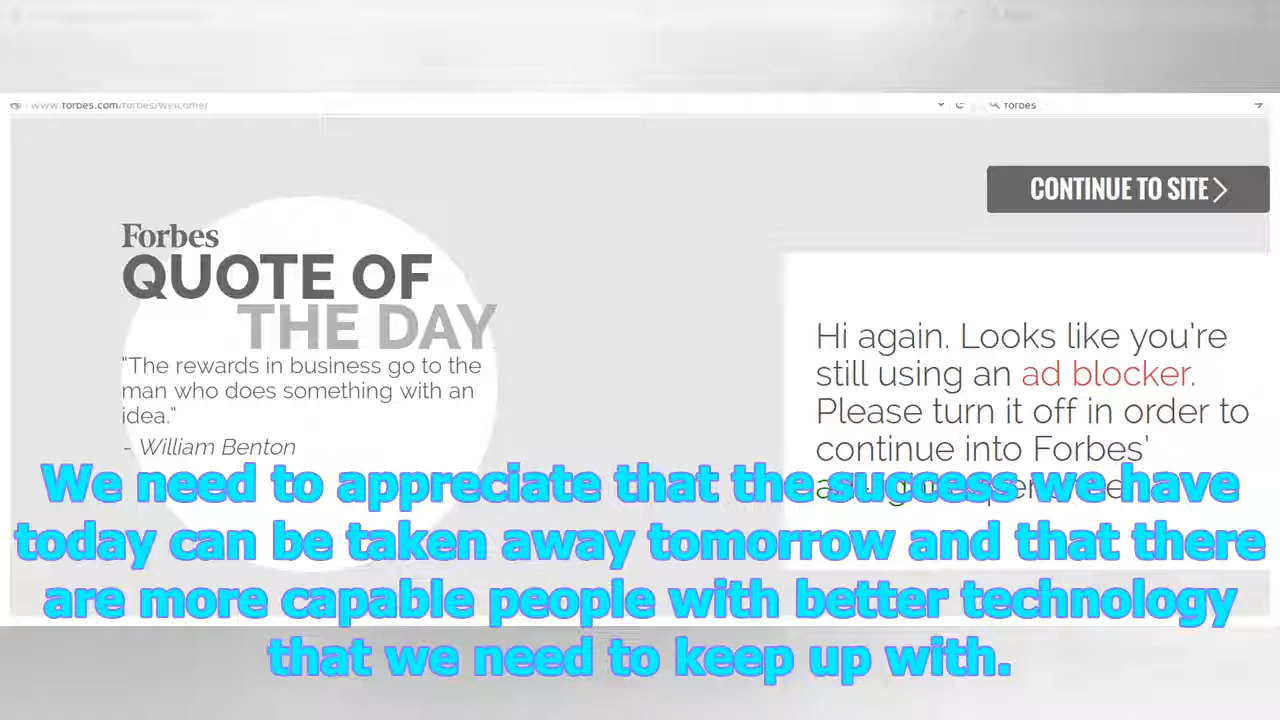 www.forbes.com/forbes/welcome/
forbes
CONTINUE TO SITE
Forbes
QUOTE OF
THE DAY
"The rewards in business go to the
man who does something with an
idea."
- William Benton
Hi again. Looks like you're
still using an ad blocker.
Please turn it off in order to
continue into Forbes'
We need to appreciate that the success we have
today can be taken away tomorrow and that there
are more capable people with better technology
that we need to keep up with.